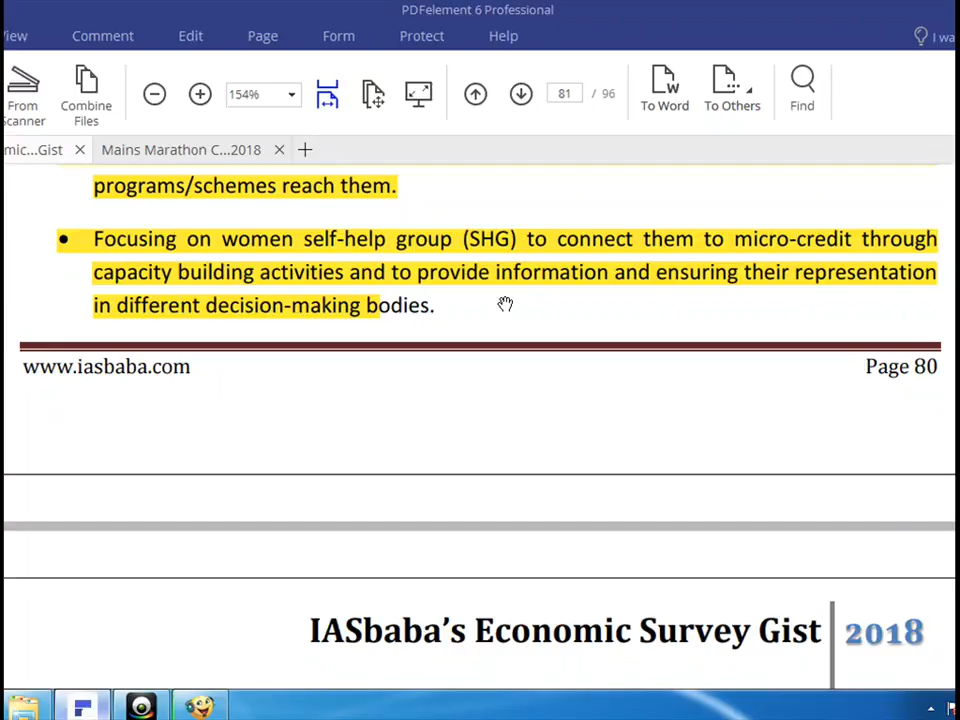 PDFelement 6 Professional
View Comment Edit Page Form Protect Help I wa
From Scanner
Combine Files
154%
81 / 96
To Word
To Others
Find
mic...Gist × Mains Marathon C...2018 × +
programs/schemes reach them.
• Focusing on women self-help group (SHG) to connect them to micro-credit through
capacity building activities and to provide information and ensuring their representation
in different decision-making bodies.
www.iasbaba.com Page 80
IASbaba's Economic Survey Gist 2018